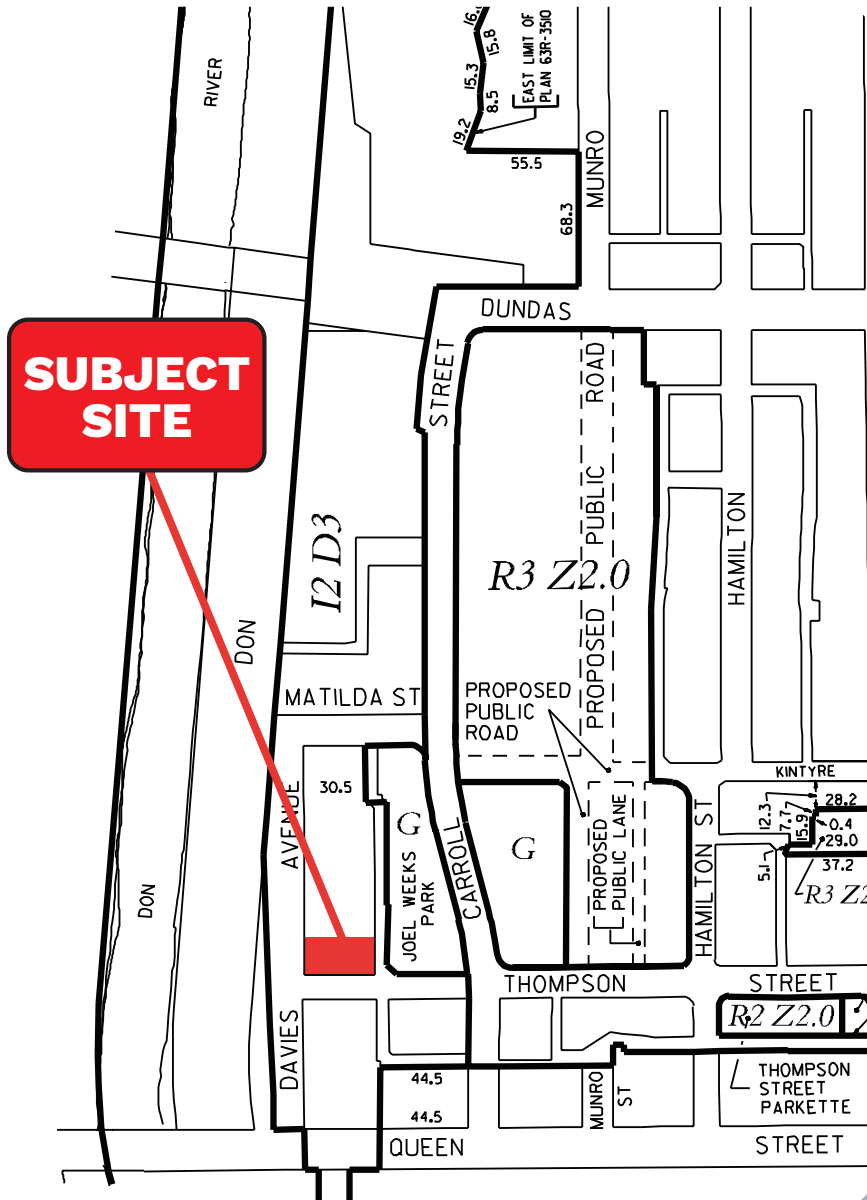 RIVER
16.0
15.8
15.3
8.5
19.2
EAST LIMIT OF
PLAN 63R-3510
55.5
MUNRO
68.3
DUNDAS
STREET
SUBJECT
SITE
ROAD
PUBLIC
PROPOSED
I2 D3
R3 Z2.0
HAMILTON
DON
MATILDA ST
PROPOSED
PUBLIC
ROAD
KINTYRE
30.5
28.2
12.3
7.7
15.9
0.4
29.0
5.1
37.2
R3 Z2
AVENUE
G
G
CARROLL
PROPOSED
PUBLIC LANE
HAMILTON ST
JOEL WEEKS
PARK
DON
THOMPSON
STREET
R2 Z2.0
DAVIES
44.5
44.5
MUNRO
ST
THOMPSON
STREET
PARKETTE
QUEEN
STREET